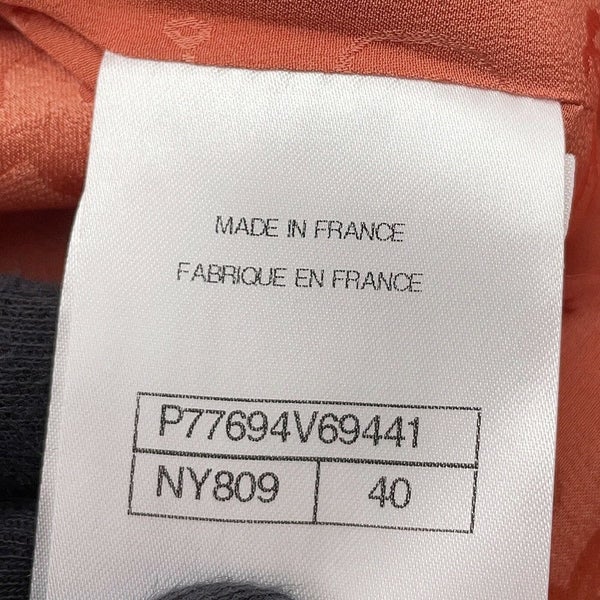 MADE IN FRANCE
FABRIQUE EN FRANCE
P77694V69441
NY809 40